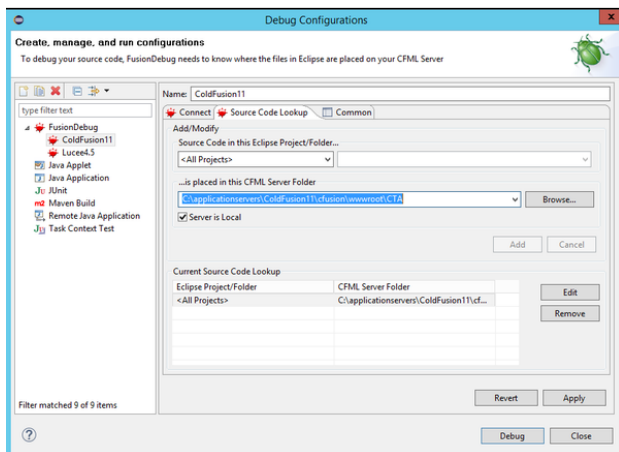 Debug Configurations
x
Create, manage, and run configurations
To debug your source code, FusionDebug needs to know where the files in Eclipse are placed on your CFML Server
type filter text
FusionDebug
ColdFusion11
Lucee4.5
Java Applet
Java Application
Ju JUnit
m2 Maven Build
Remote Java Application
Task Context Test
Filter matched 9 of 9 items
Name: ColdFusion11
Connect Source Code Lookup Common
Add/Modify
Source Code in this Eclipse Project/Folder...
<All Projects>
...is placed in this CFML Server Folder
C:\applicationservers\ColdFusion11\cfusion\wwwroot\CTA Browse...
Server is Local
Add Cancel
Current Source Code Lookup
Eclipse Project/Folder CFML Server Folder
<All Projects> C:\applicationservers\ColdFusion11\cf...
Edit
Remove
Revert Apply
? Debug Close